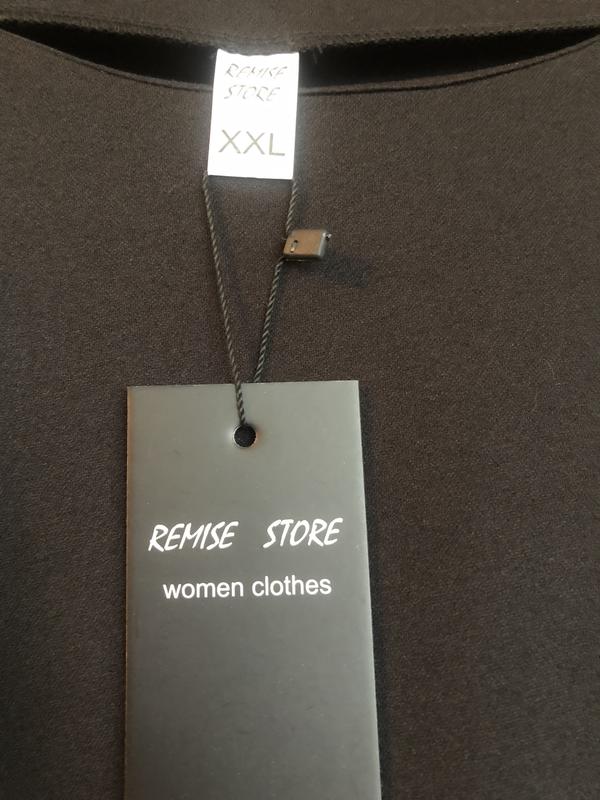 REMISE
STORE
XXL
REMISE STORE
women clothes